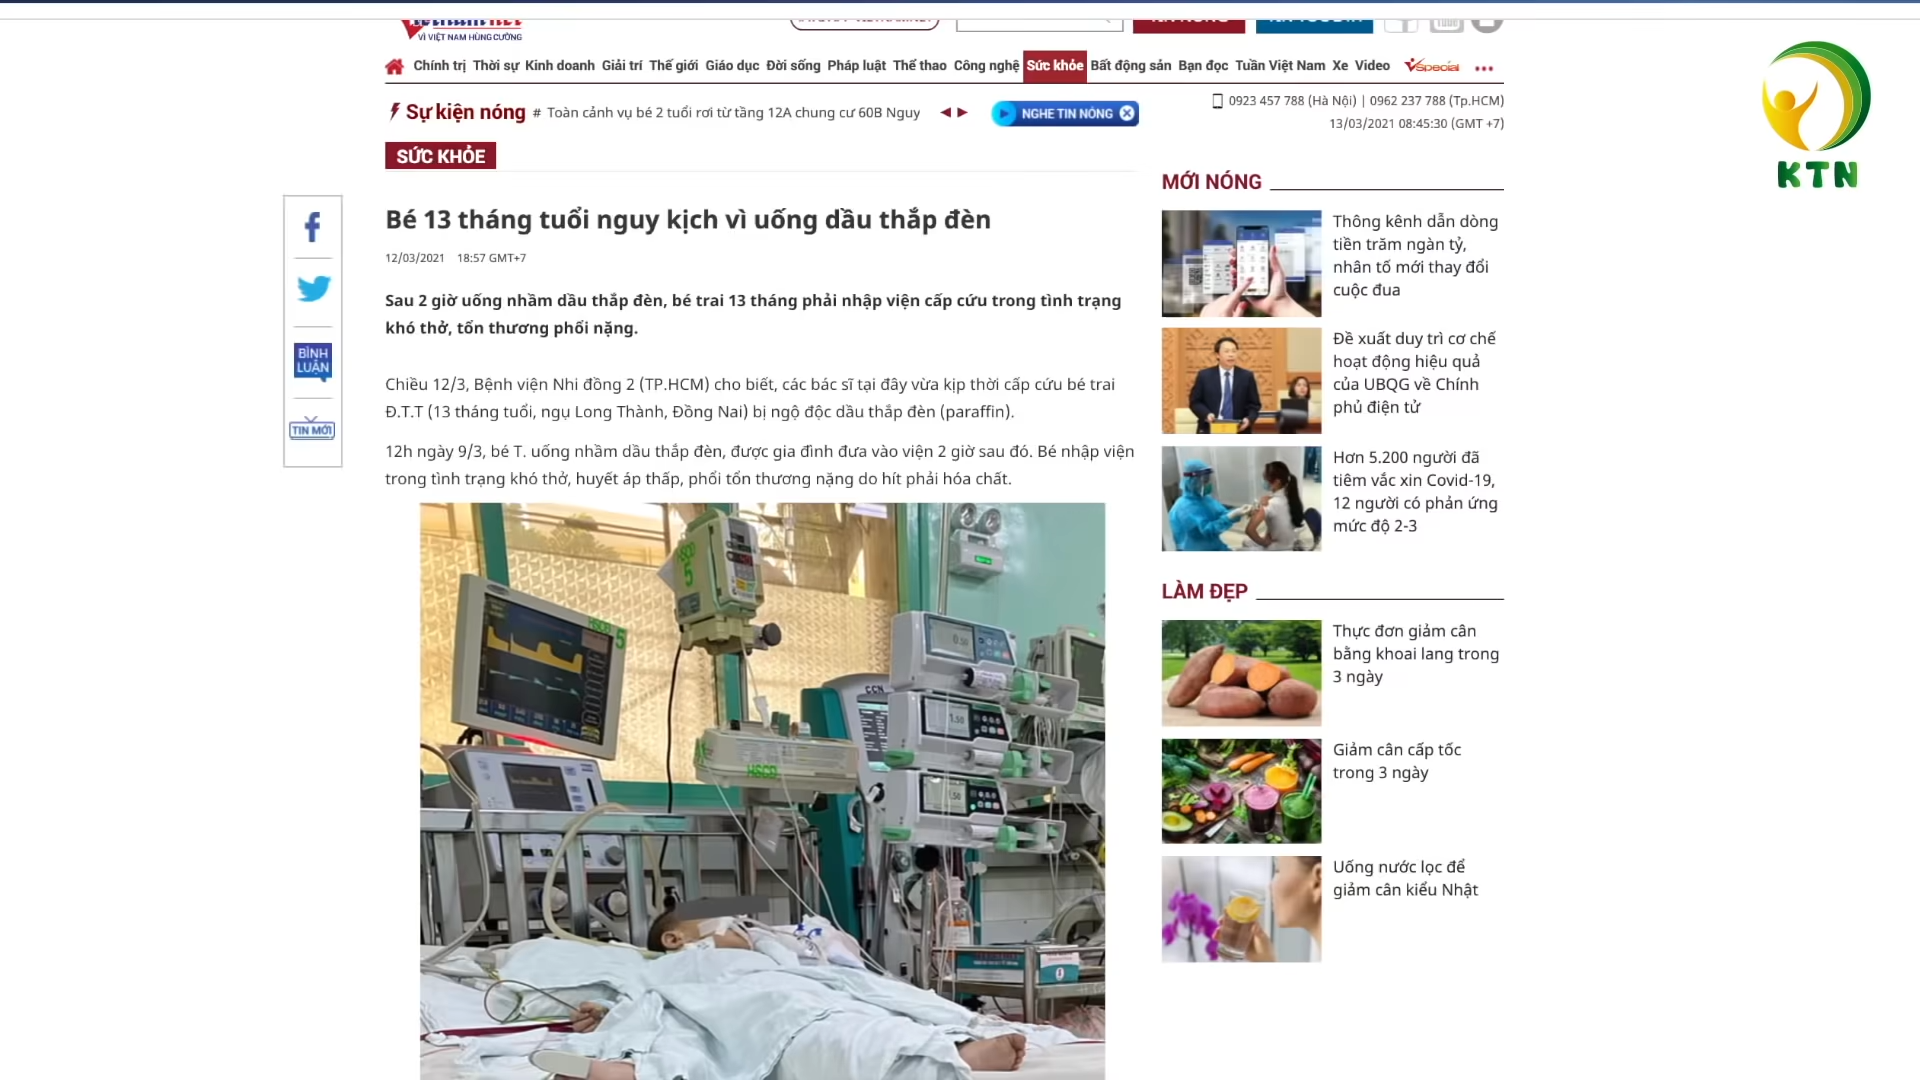 VÌ VIỆT NAM HÙNG CƯỜNG
Chính trị Thời sự Kinh doanh Giải trí Thế giới Giáo dục Đời sống Pháp luật Thể thao Công nghệ Sức khỏe Bất động sản Bạn đọc Tuần Việt Nam Xe Video Vspecial
Sự kiện nóng # Toàn cảnh vụ bé 2 tuổi rơi từ tầng 12A chung cư 60B Nguy
NGHE TIN NÓNG
0923 457 788 (Hà Nội) | 0962 237 788 (Tp.HCM)
13/03/2021 08:45:30 (GMT +7)
KTN
SỨC KHỎE
Bé 13 tháng tuổi nguy kịch vì uống dầu thắp đèn
12/03/2021 18:57 GMT+7
Sau 2 giờ uống nhầm dầu thắp đèn, bé trai 13 tháng phải nhập viện cấp cứu trong tình trạng
khó thở, tổn thương phổi nặng.
Chiều 12/3, Bệnh viện Nhi đồng 2 (TP.HCM) cho biết, các bác sĩ tại đây vừa kịp thời cấp cứu bé trai
Đ.T.T (13 tháng tuổi, ngụ Long Thành, Đồng Nai) bị ngộ độc dầu thắp đèn (paraffin).
12h ngày 9/3, bé T. uống nhầm dầu thắp đèn, được gia đình đưa vào viện 2 giờ sau đó. Bé nhập viện
trong tình trạng khó thở, huyết áp thấp, phổi tổn thương nặng do hít phải hóa chất.
BÌNH
LUẬN
TIN MỚI
HSCC
5
HSCC 5
CCN
HSCC
MỚI NÓNG
Thông kênh dẫn dòng
tiền trăm ngàn tỷ,
nhân tố mới thay đổi
cuộc đua
Đề xuất duy trì cơ chế
hoạt động hiệu quả
của UBQG về Chính
phủ điện tử
Hơn 5.200 người đã
tiêm vắc xin Covid-19,
12 người có phản ứng
mức độ 2-3
LÀM ĐẸP
Thực đơn giảm cân
bằng khoai lang trong
3 ngày
Giảm cân cấp tốc
trong 3 ngày
Uống nước lọc để
giảm cân kiểu Nhật